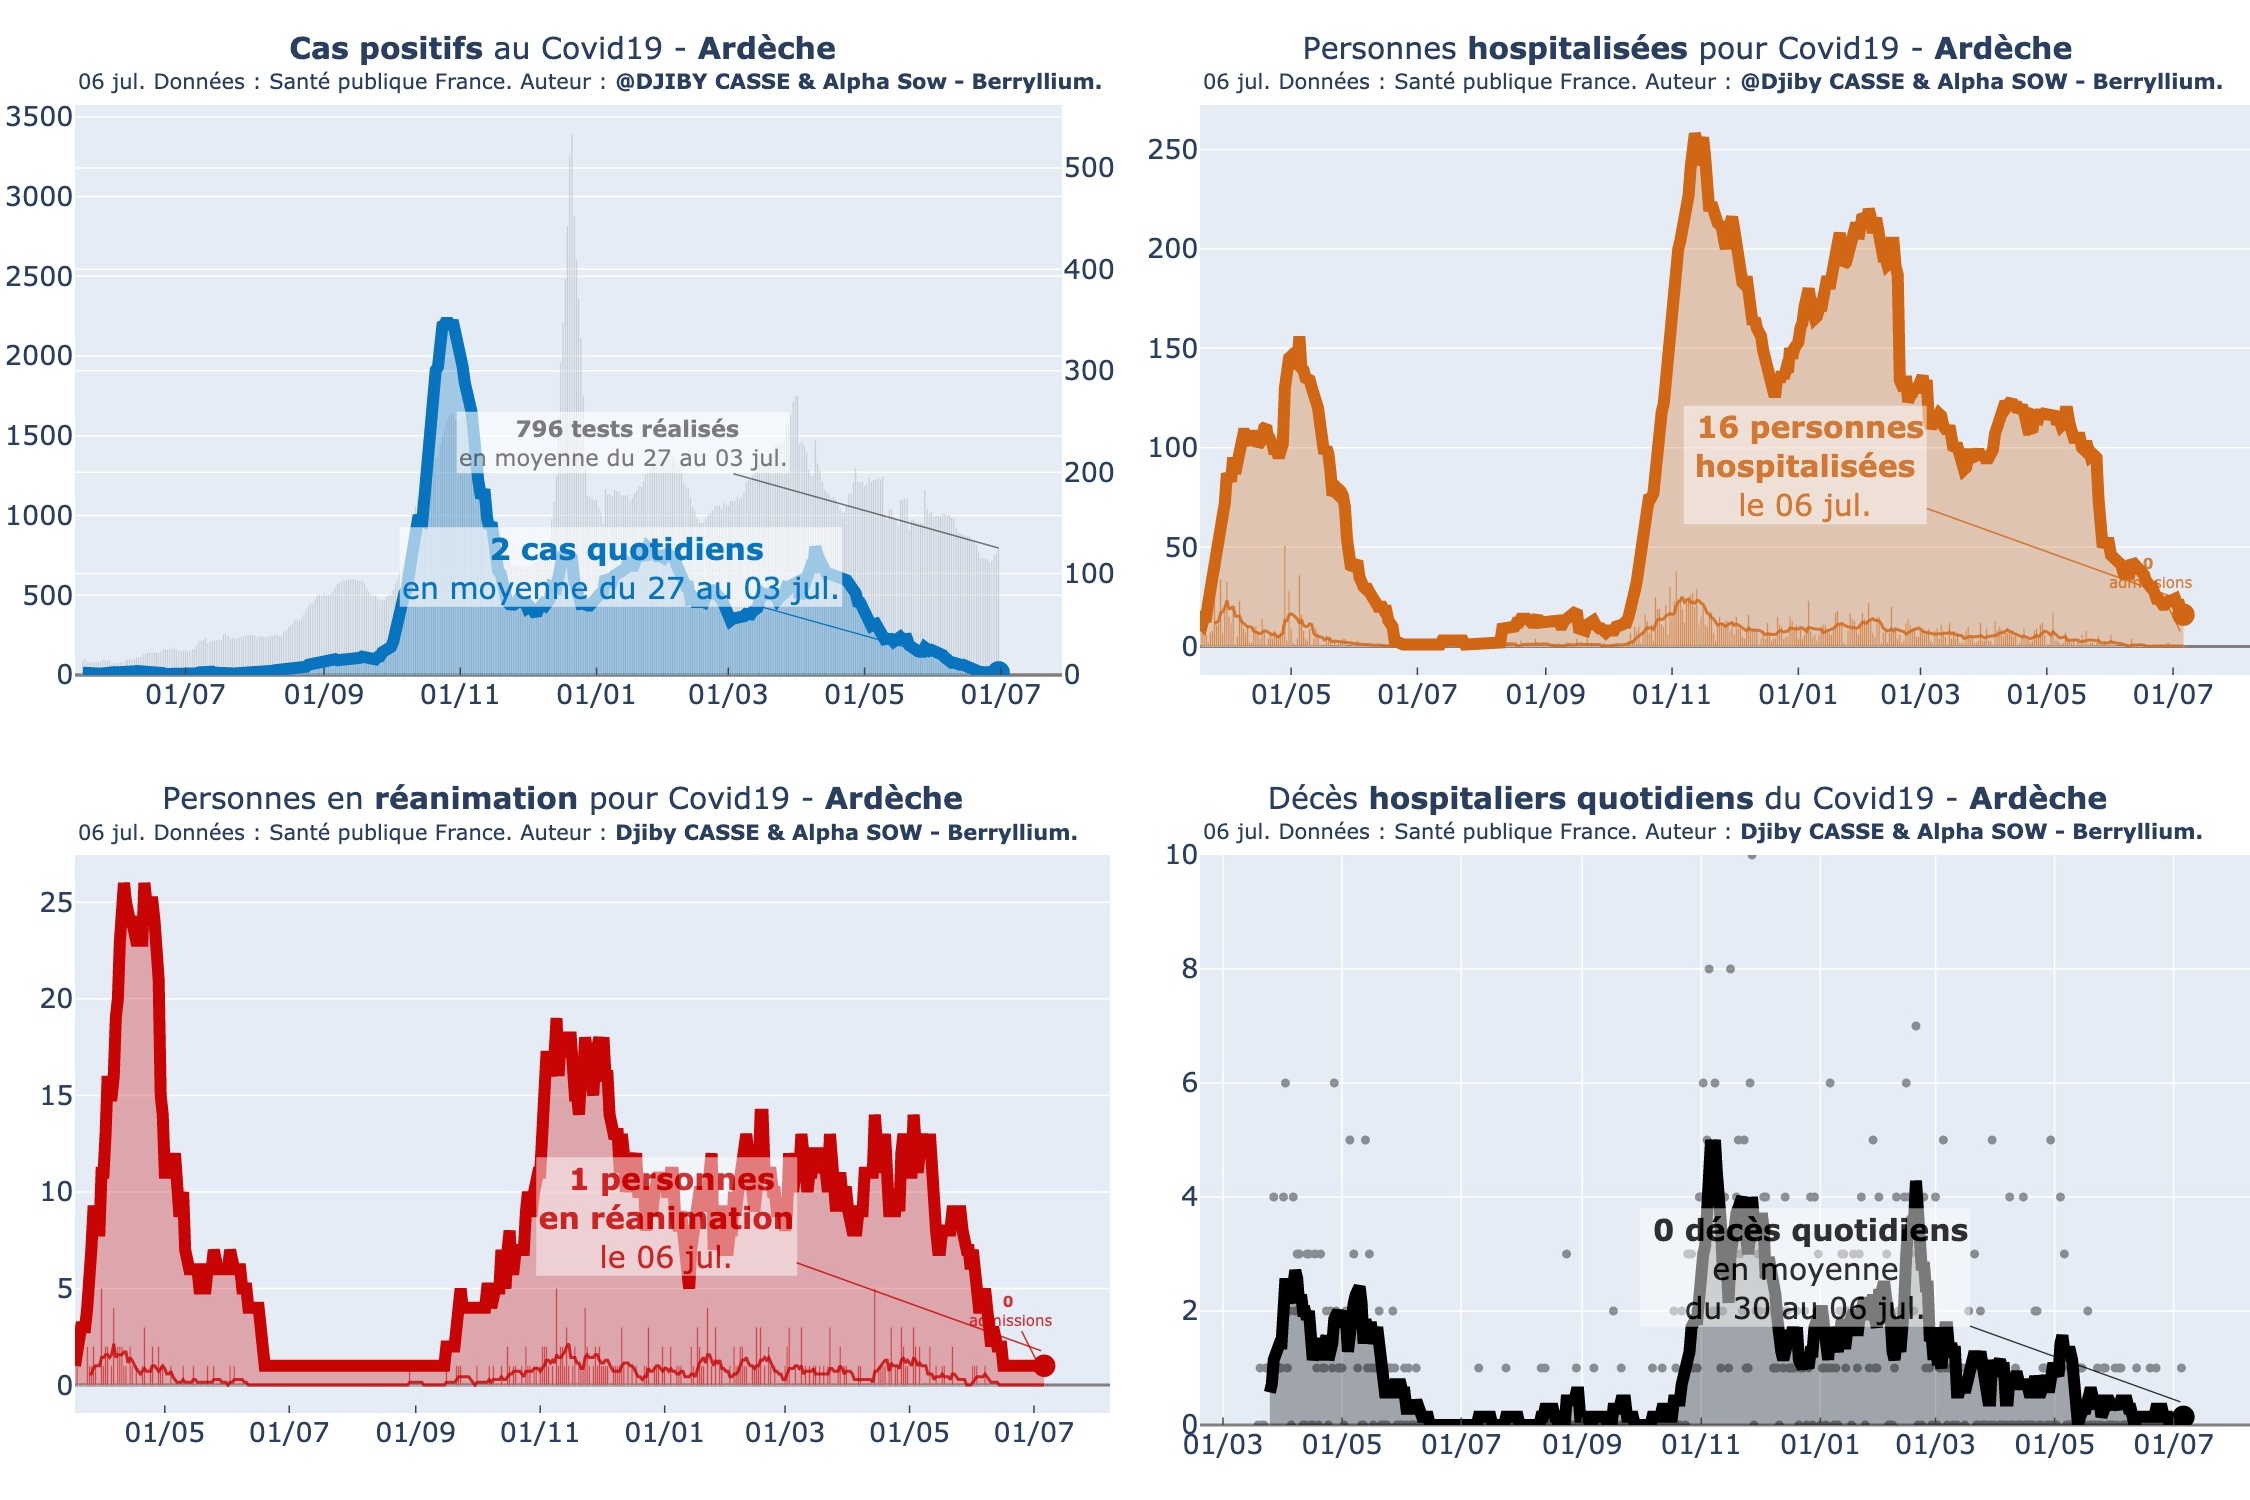 Cas positifs au Covid19 - Ardèche
06 jul. Données : Santé publique France. Auteur : @DJIBY CASSE & Alpha Sow - Berryllium.
3500
3000
2500
2000
1500
1000
500
0
500
400
300
200
100
0
796 tests réalisés
en moyenne du 27 au 03 jul.
2 cas quotidiens
en moyenne du 27 au 03 jul.
01/07 01/09 01/11 01/01 01/03 01/05 01/07
Personnes hospitalisées pour Covid19 - Ardèche
06 jul. Données : Santé publique France. Auteur : @Djiby CASSE & Alpha SOW - Berryllium.
250
200
150
100
50
0
16 personnes
hospitalisées
le 06 jul.
0
admissions
01/05 01/07 01/09 01/11 01/01 01/03 01/05 01/07
Personnes en réanimation pour Covid19 - Ardèche
06 jul. Données : Santé publique France. Auteur : Djiby CASSE & Alpha SOW - Berryllium.
25
20
15
10
5
0
1 personnes
en réanimation
le 06 jul.
0
admissions
01/05 01/07 01/09 01/11 01/01 01/03 01/05 01/07
Décès hospitaliers quotidiens du Covid19 - Ardèche
06 jul. Données : Santé publique France. Auteur : Djiby CASSE & Alpha SOW - Berryllium.
10
8
6
4
2
0
0 décès quotidiens
en moyenne
du 30 au 06 jul.
01/03 01/05 01/07 01/09 01/11 01/01 01/03 01/05 01/07